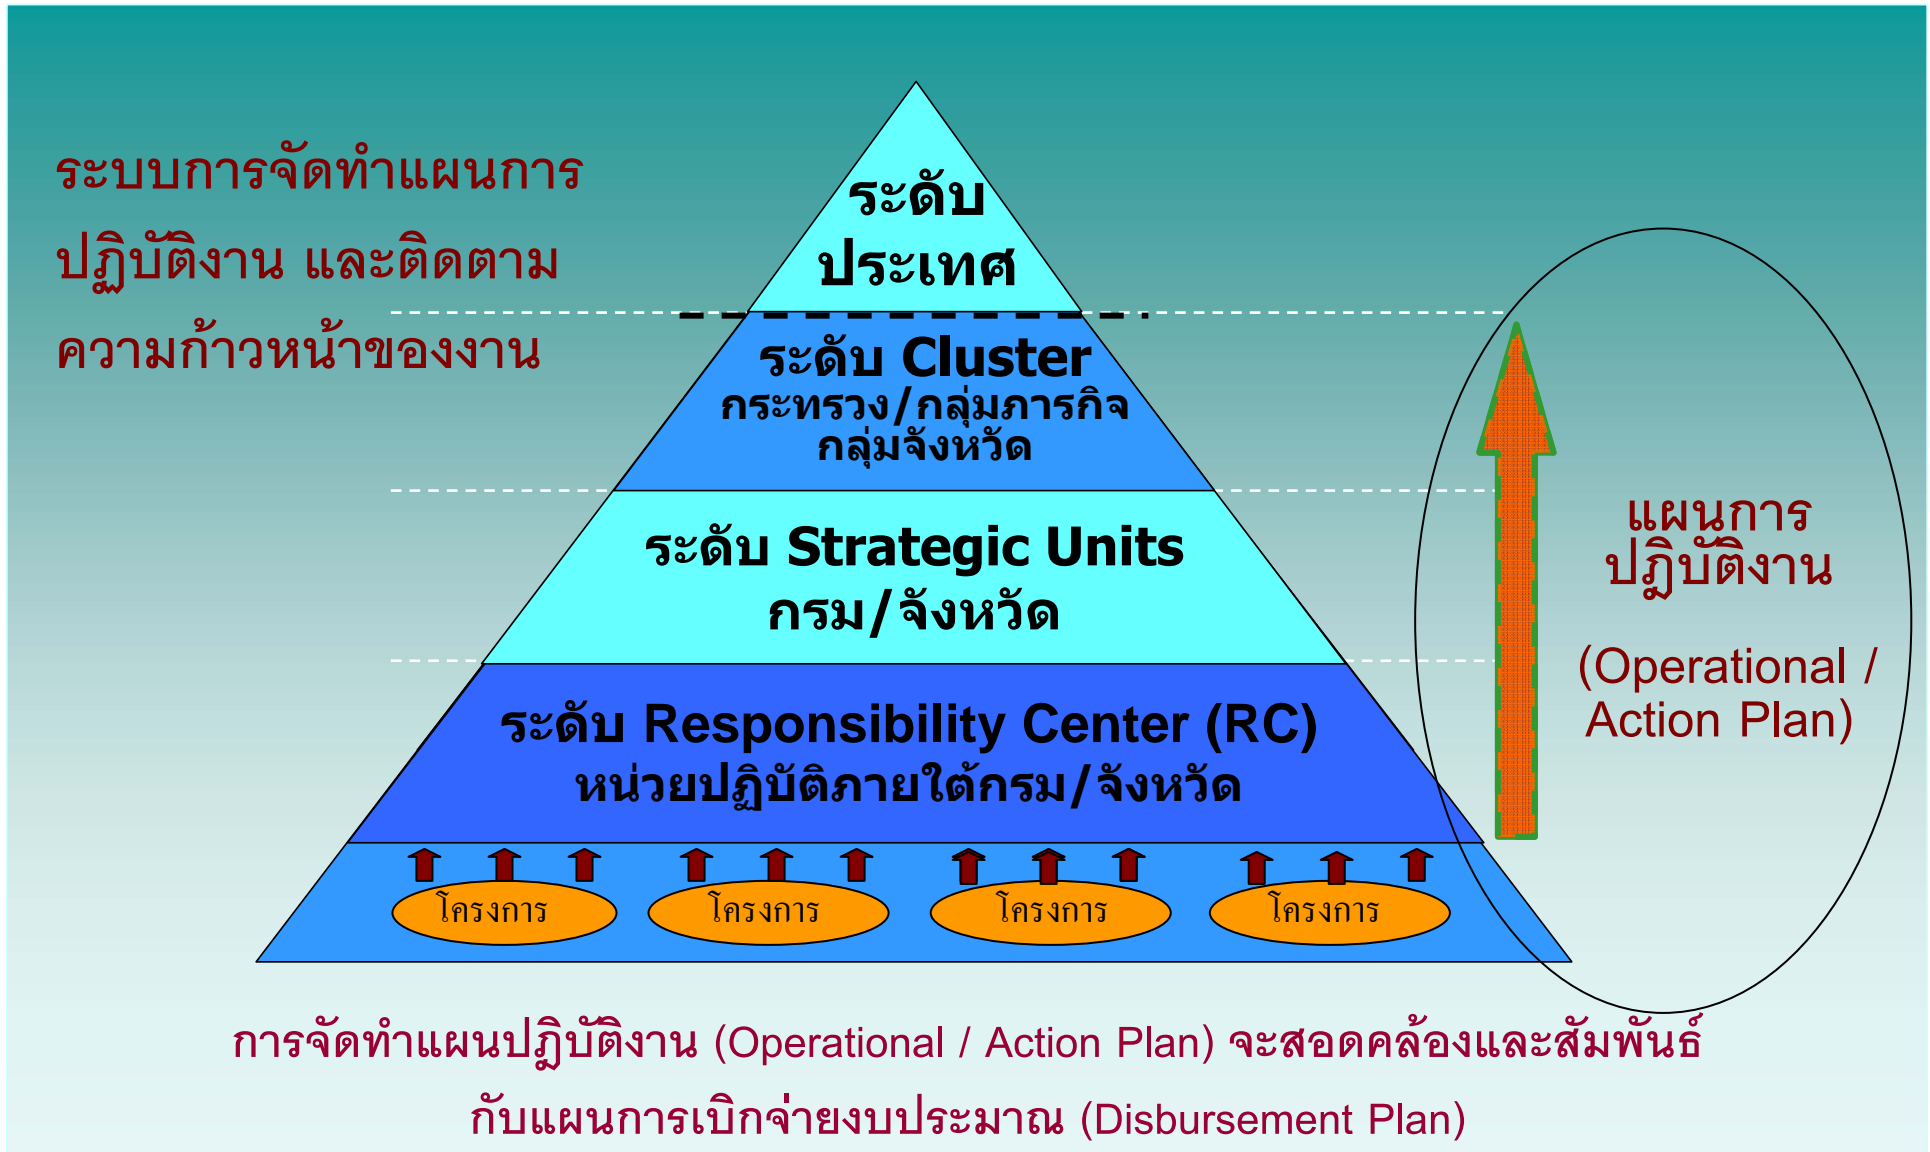 ระบบการจัดทำแผนการ
ปฏิบัติงาน และติดตาม
ความก้าวหน้าของงาน
ระดับ
ประเทศ
ระดับ Cluster
กระทรวง/กลุ่มภารกิจ
กลุ่มจังหวัด
ระดับ Strategic Units
กรม/จังหวัด
ระดับ Responsibility Center (RC)
หน่วยปฏิบัติภายใต้กรม/จังหวัด
โครงการ
โครงการ
โครงการ
โครงการ
แผนการ
ปฎิบัติงาน
(Operational /
Action Plan)
การจัดทำแผนปฎิบัติงาน (Operational / Action Plan) จะสอดคล้องและสัมพันธ์
กับแผนการเบิกจ่ายงบประมาณ (Disbursement Plan)